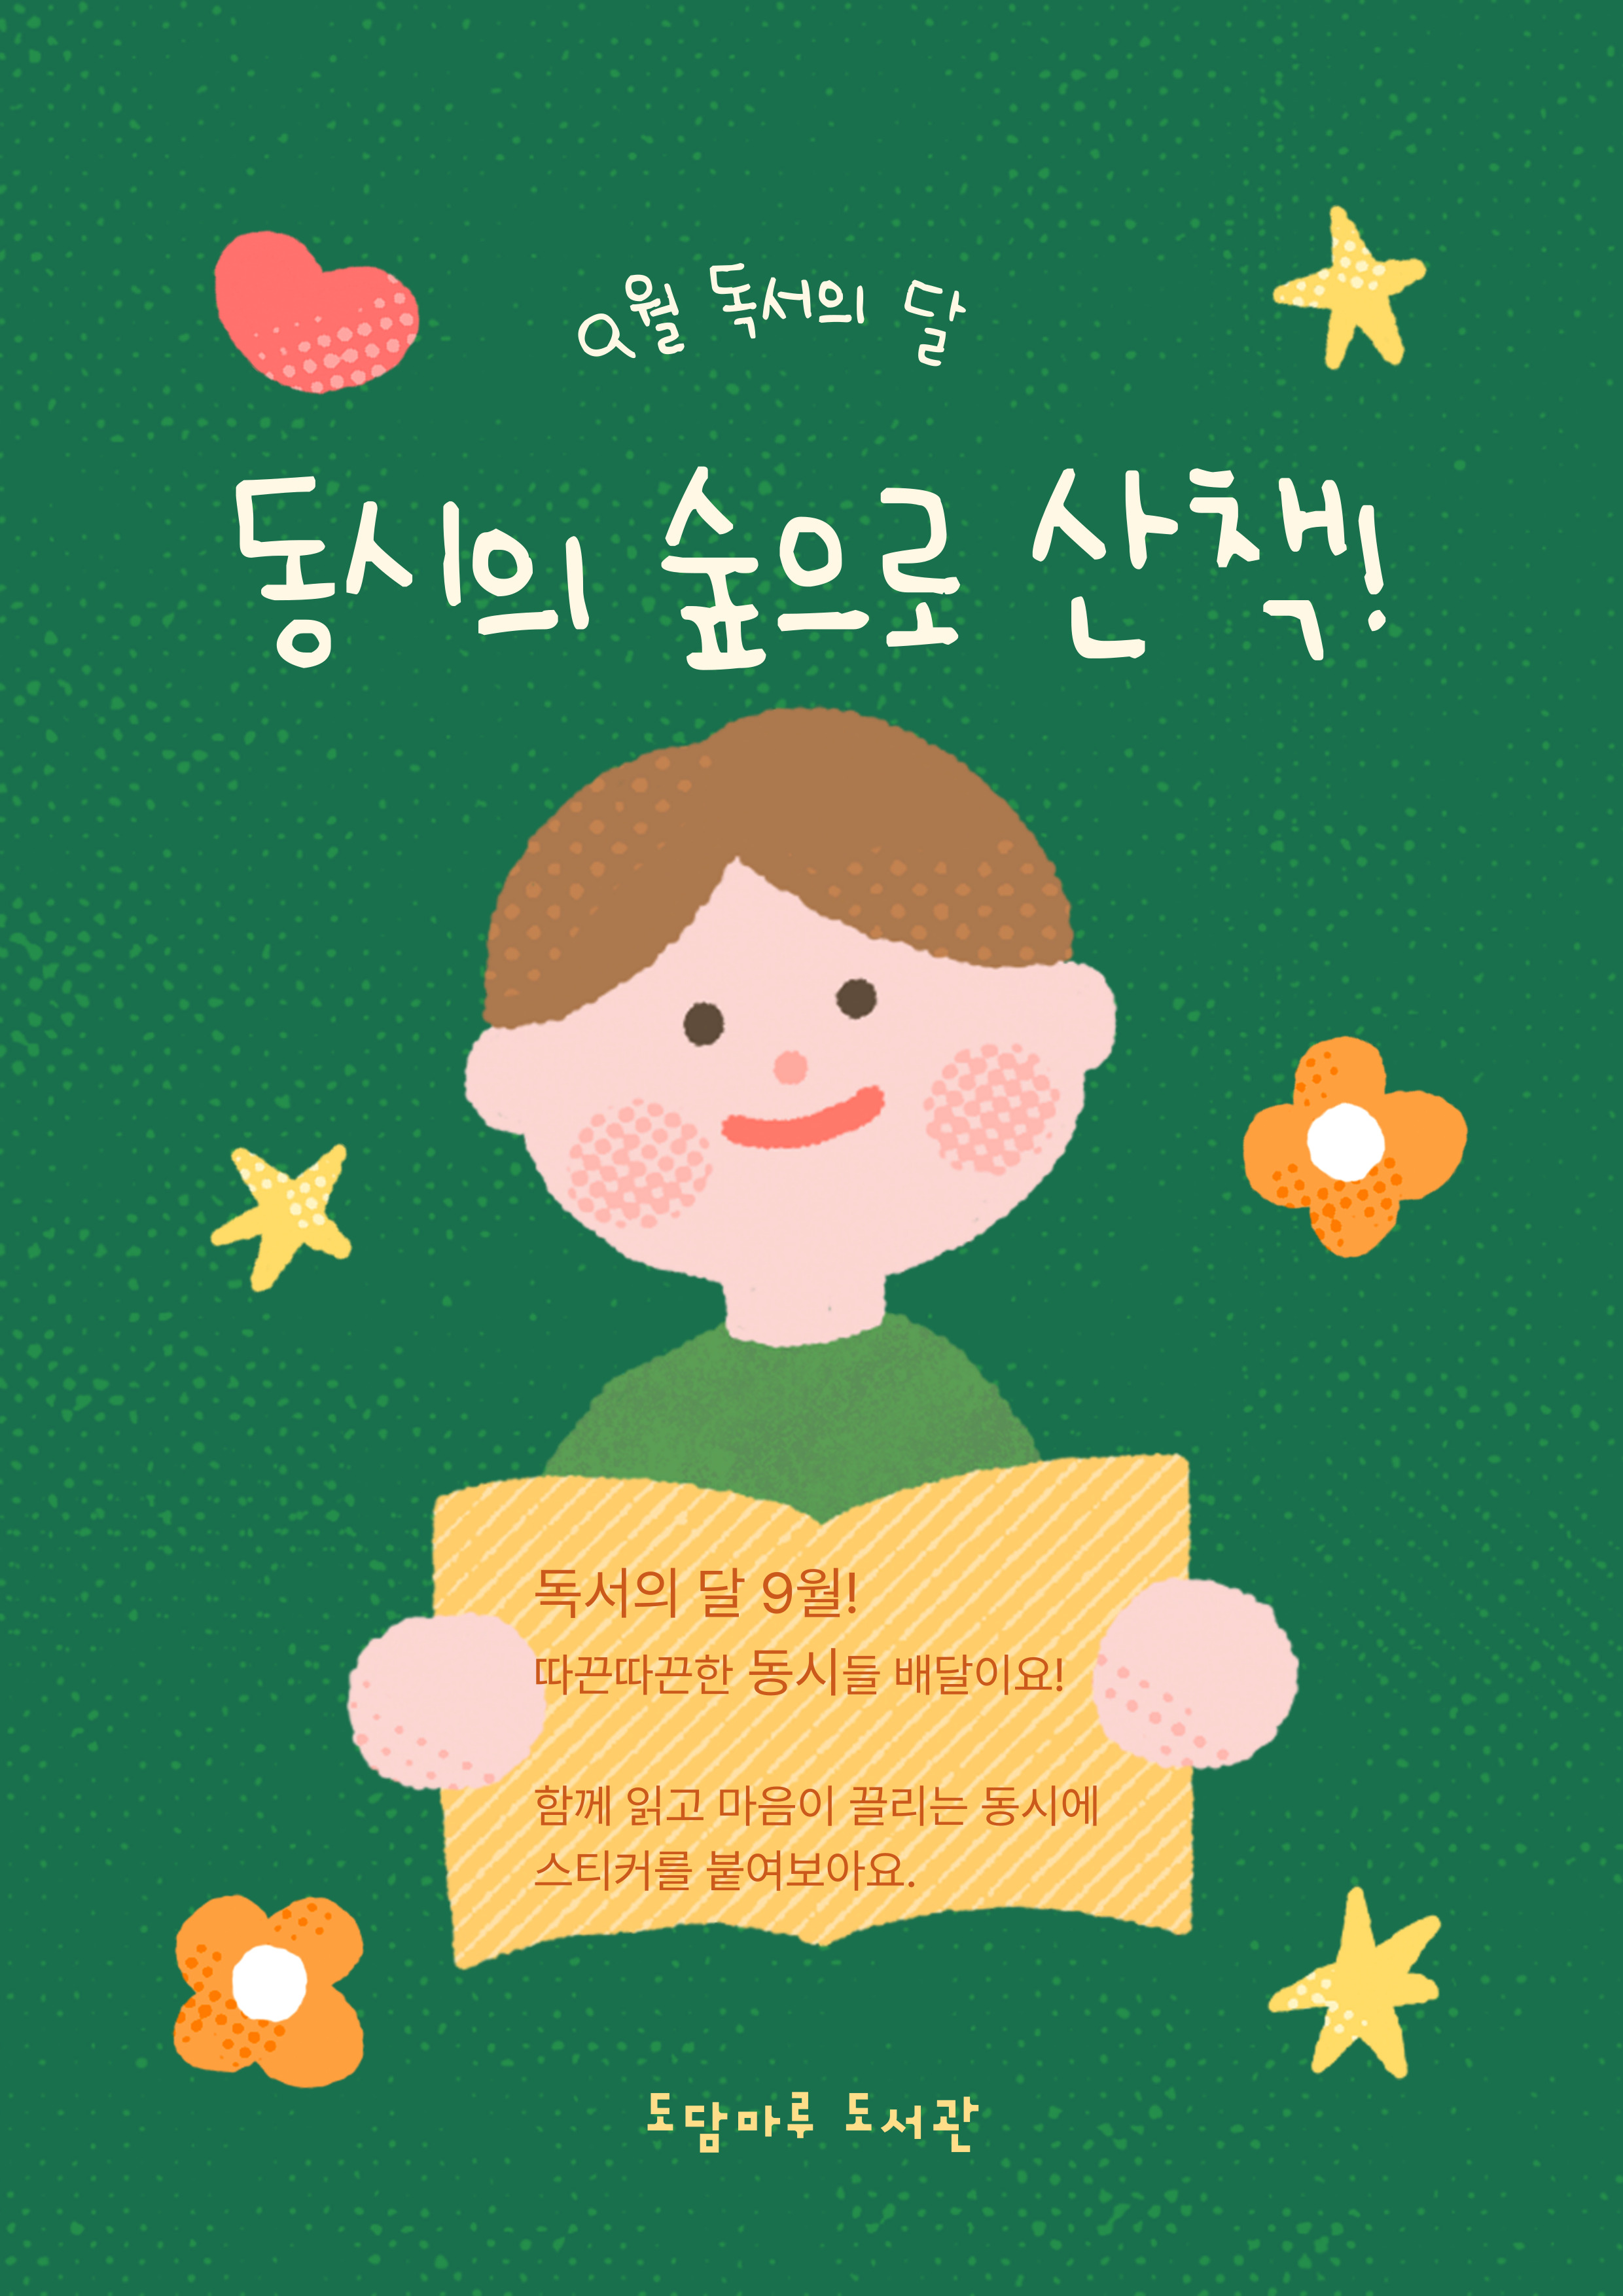 9월 독서의 달
동시의 숲으로 산책!
독서의 달 9월!
따끈따끈한 동시들 배달이요!
함께 읽고 마음이 끌리는 동시에
스티커를 붙여보아요.
도담마루 도서관